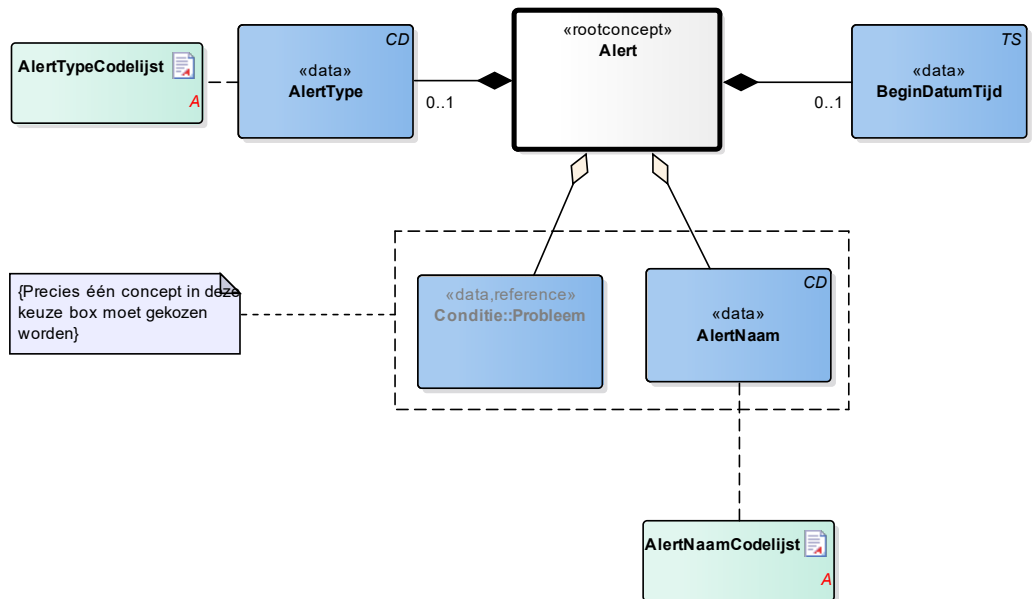 «rootconcept»
Alert
CD
«data»
AlertType
0..1
AlertTypeCodelijst
A
TS
«data»
BeginDatumTijd
0..1
{Precies één concept in deze
keuze box moet gekozen
worden}
«data,reference»
Conditie::Probleem
CD
«data»
AlertNaam
AlertNaamCodelijst
A